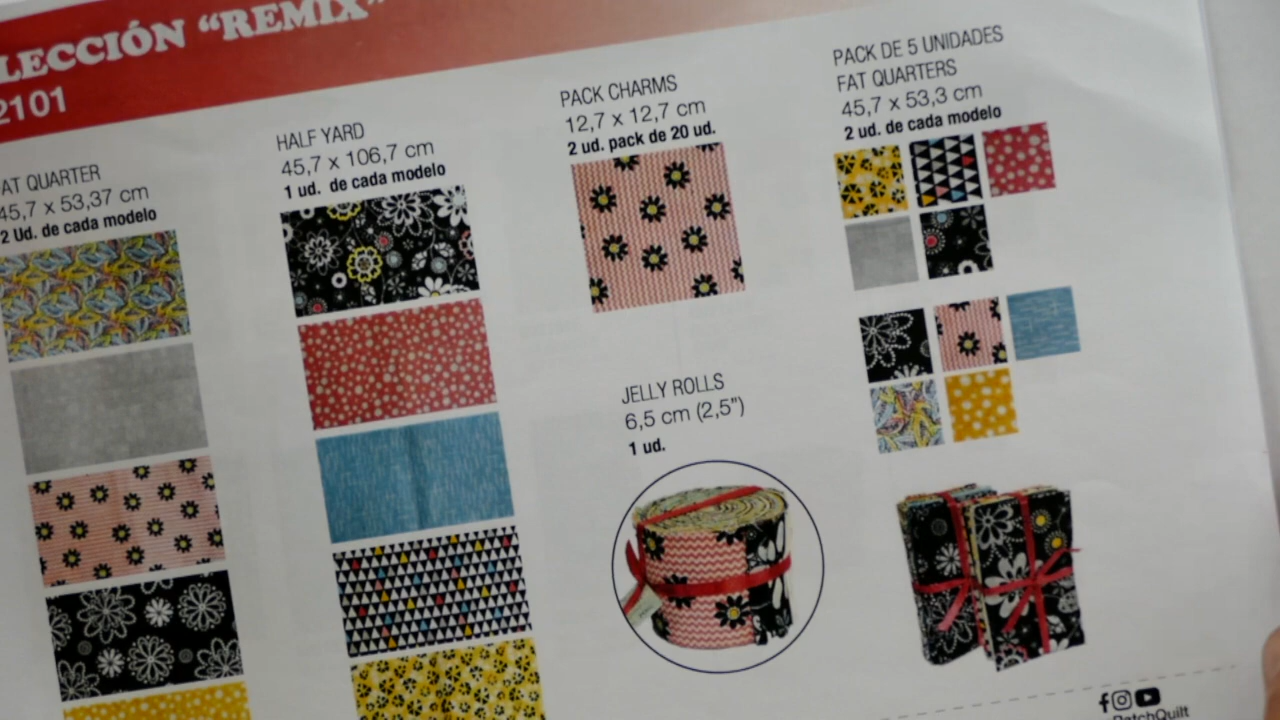 LECCIÓN “REMIX”
2101
AT QUARTER
45,7 x 53,37 cm
2 Ud. de cada modelo
HALF YARD
45,7 x 106,7 cm
1 ud. de cada modelo
PACK CHARMS
12,7 x 12,7 cm
2 ud. pack de 20 ud.
JELLY ROLLS
6,5 cm (2,5”)
1 ud.
PACK DE 5 UNIDADES
FAT QUARTERS
45,7 x 53,3 cm
2 ud. de cada modelo
PatchQuilt